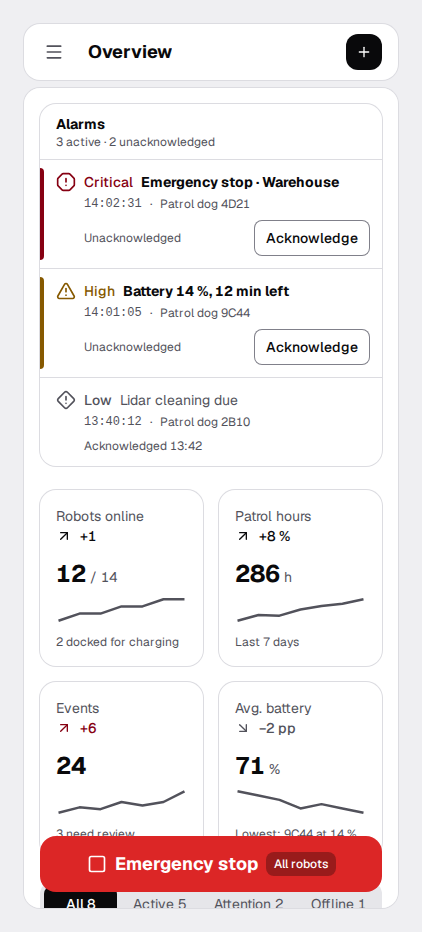 Overview
Alarms
3 active · 2 unacknowledged
Critical Emergency stop · Warehouse
14:02:31 · Patrol dog 4D21
Unacknowledged Acknowledge
High Battery 14 %, 12 min left
14:01:05 · Patrol dog 9C44
Unacknowledged Acknowledge
Low Lidar cleaning due
13:40:12 · Patrol dog 2B10
Acknowledged 13:42
Robots online
+1
12 / 14
2 docked for charging
Patrol hours
+8 %
286 h
Last 7 days
Events
+6
24
3 need review
Avg. battery
−2 pp
71 %
Lowest: 9C44 at 14 %
Emergency stop All robots
All 8 Active 5 Attention 2 Offline 1